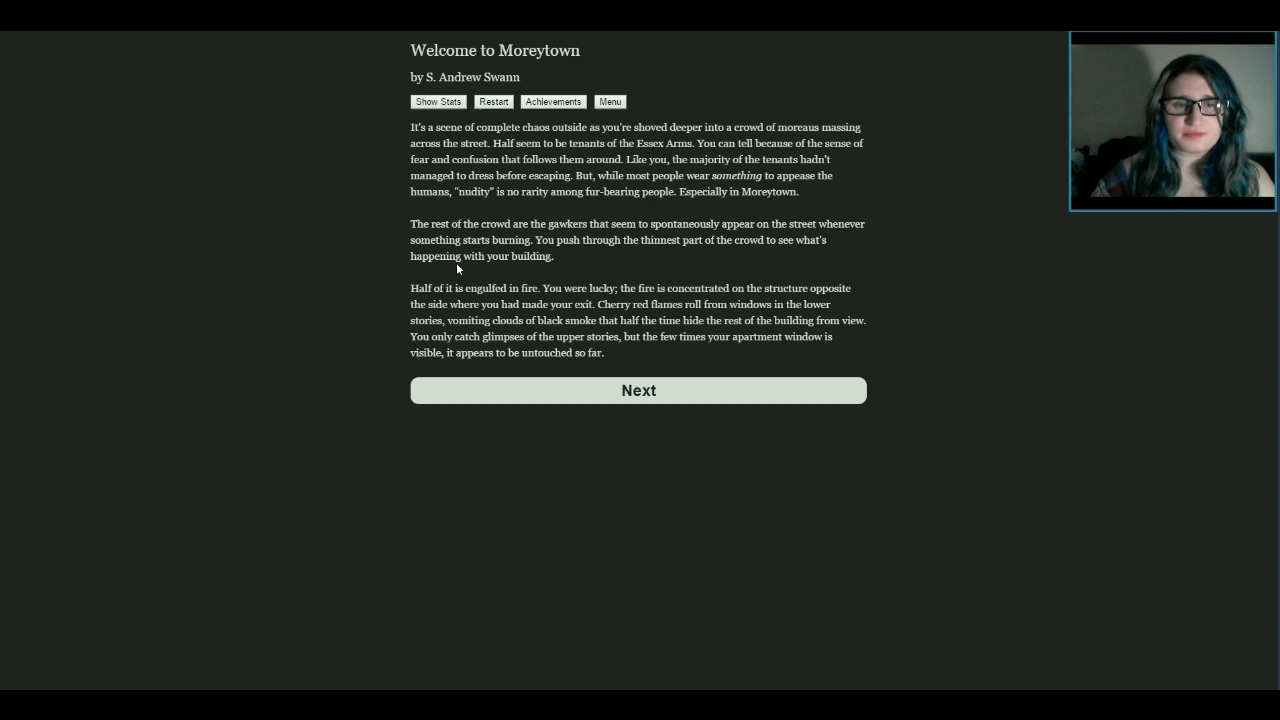 Welcome to Moreytown
by S. Andrew Swann
Show Stats Restart Achievements Menu
It's a scene of complete chaos outside as you're shoved deeper into a crowd of moreaus massing
across the street. Half seem to be tenants of the Essex Arms. You can tell because of the sense of
fear and confusion that follows them around. Like you, the majority of the tenants hadn't
managed to dress before escaping. But, while most people wear something to appease the
humans, "nudity" is no rarity among fur-bearing people. Especially in Moreytown.
The rest of the crowd are the gawkers that seem to spontaneously appear on the street whenever
something starts burning. You push through the thinnest part of the crowd to see what's
happening with your building.
Half of it is engulfed in fire. You were lucky; the fire is concentrated on the structure opposite
the side where you had made your exit. Cherry red flames roll from windows in the lower
stories, vomiting clouds of black smoke that half the time hide the rest of the building from view.
You only catch glimpses of the upper stories, but the few times your apartment window is
visible, it appears to be untouched so far.
Next